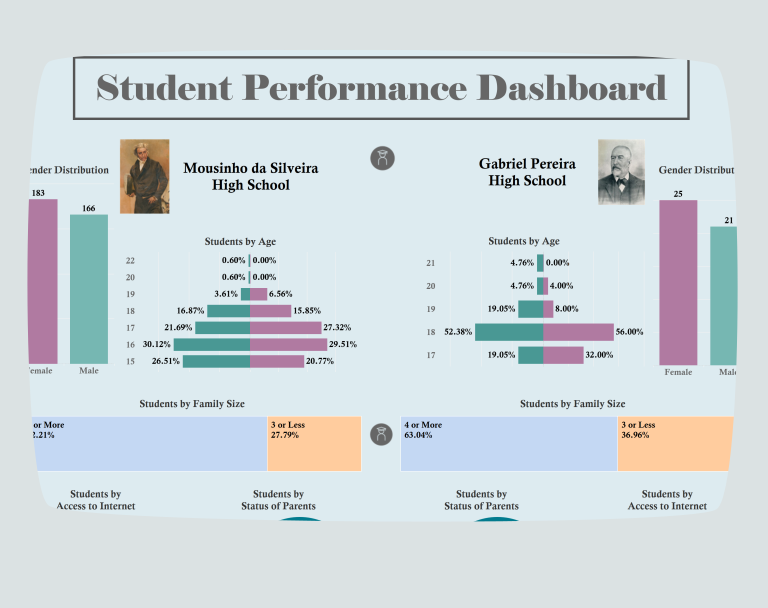 Student Performance Dashboard
Mousinho da Silveira
High School
Gender Distribution
183
166
Female
Male
Students by Age
22 0.60% 0.00%
20 0.60% 0.00%
19 3.61% 6.56%
18 16.87% 15.85%
17 21.69% 27.32%
16 30.12% 29.51%
15 26.51% 20.77%
Gabriel Pereira
High School
Students by Age
21 4.76% 0.00%
20 4.76% 4.00%
19 19.05% 8.00%
18 52.38% 56.00%
17 19.05% 32.00%
Gender Distribut
25
21
Female
Male
Students by Family Size
or More
2.21%
3 or Less
27.79%
Students by Family Size
4 or More
63.04%
3 or Less
36.96%
Students by
Access to Internet
Students by
Status of Parents
Students by
Status of Parents
Students by
Access to Internet